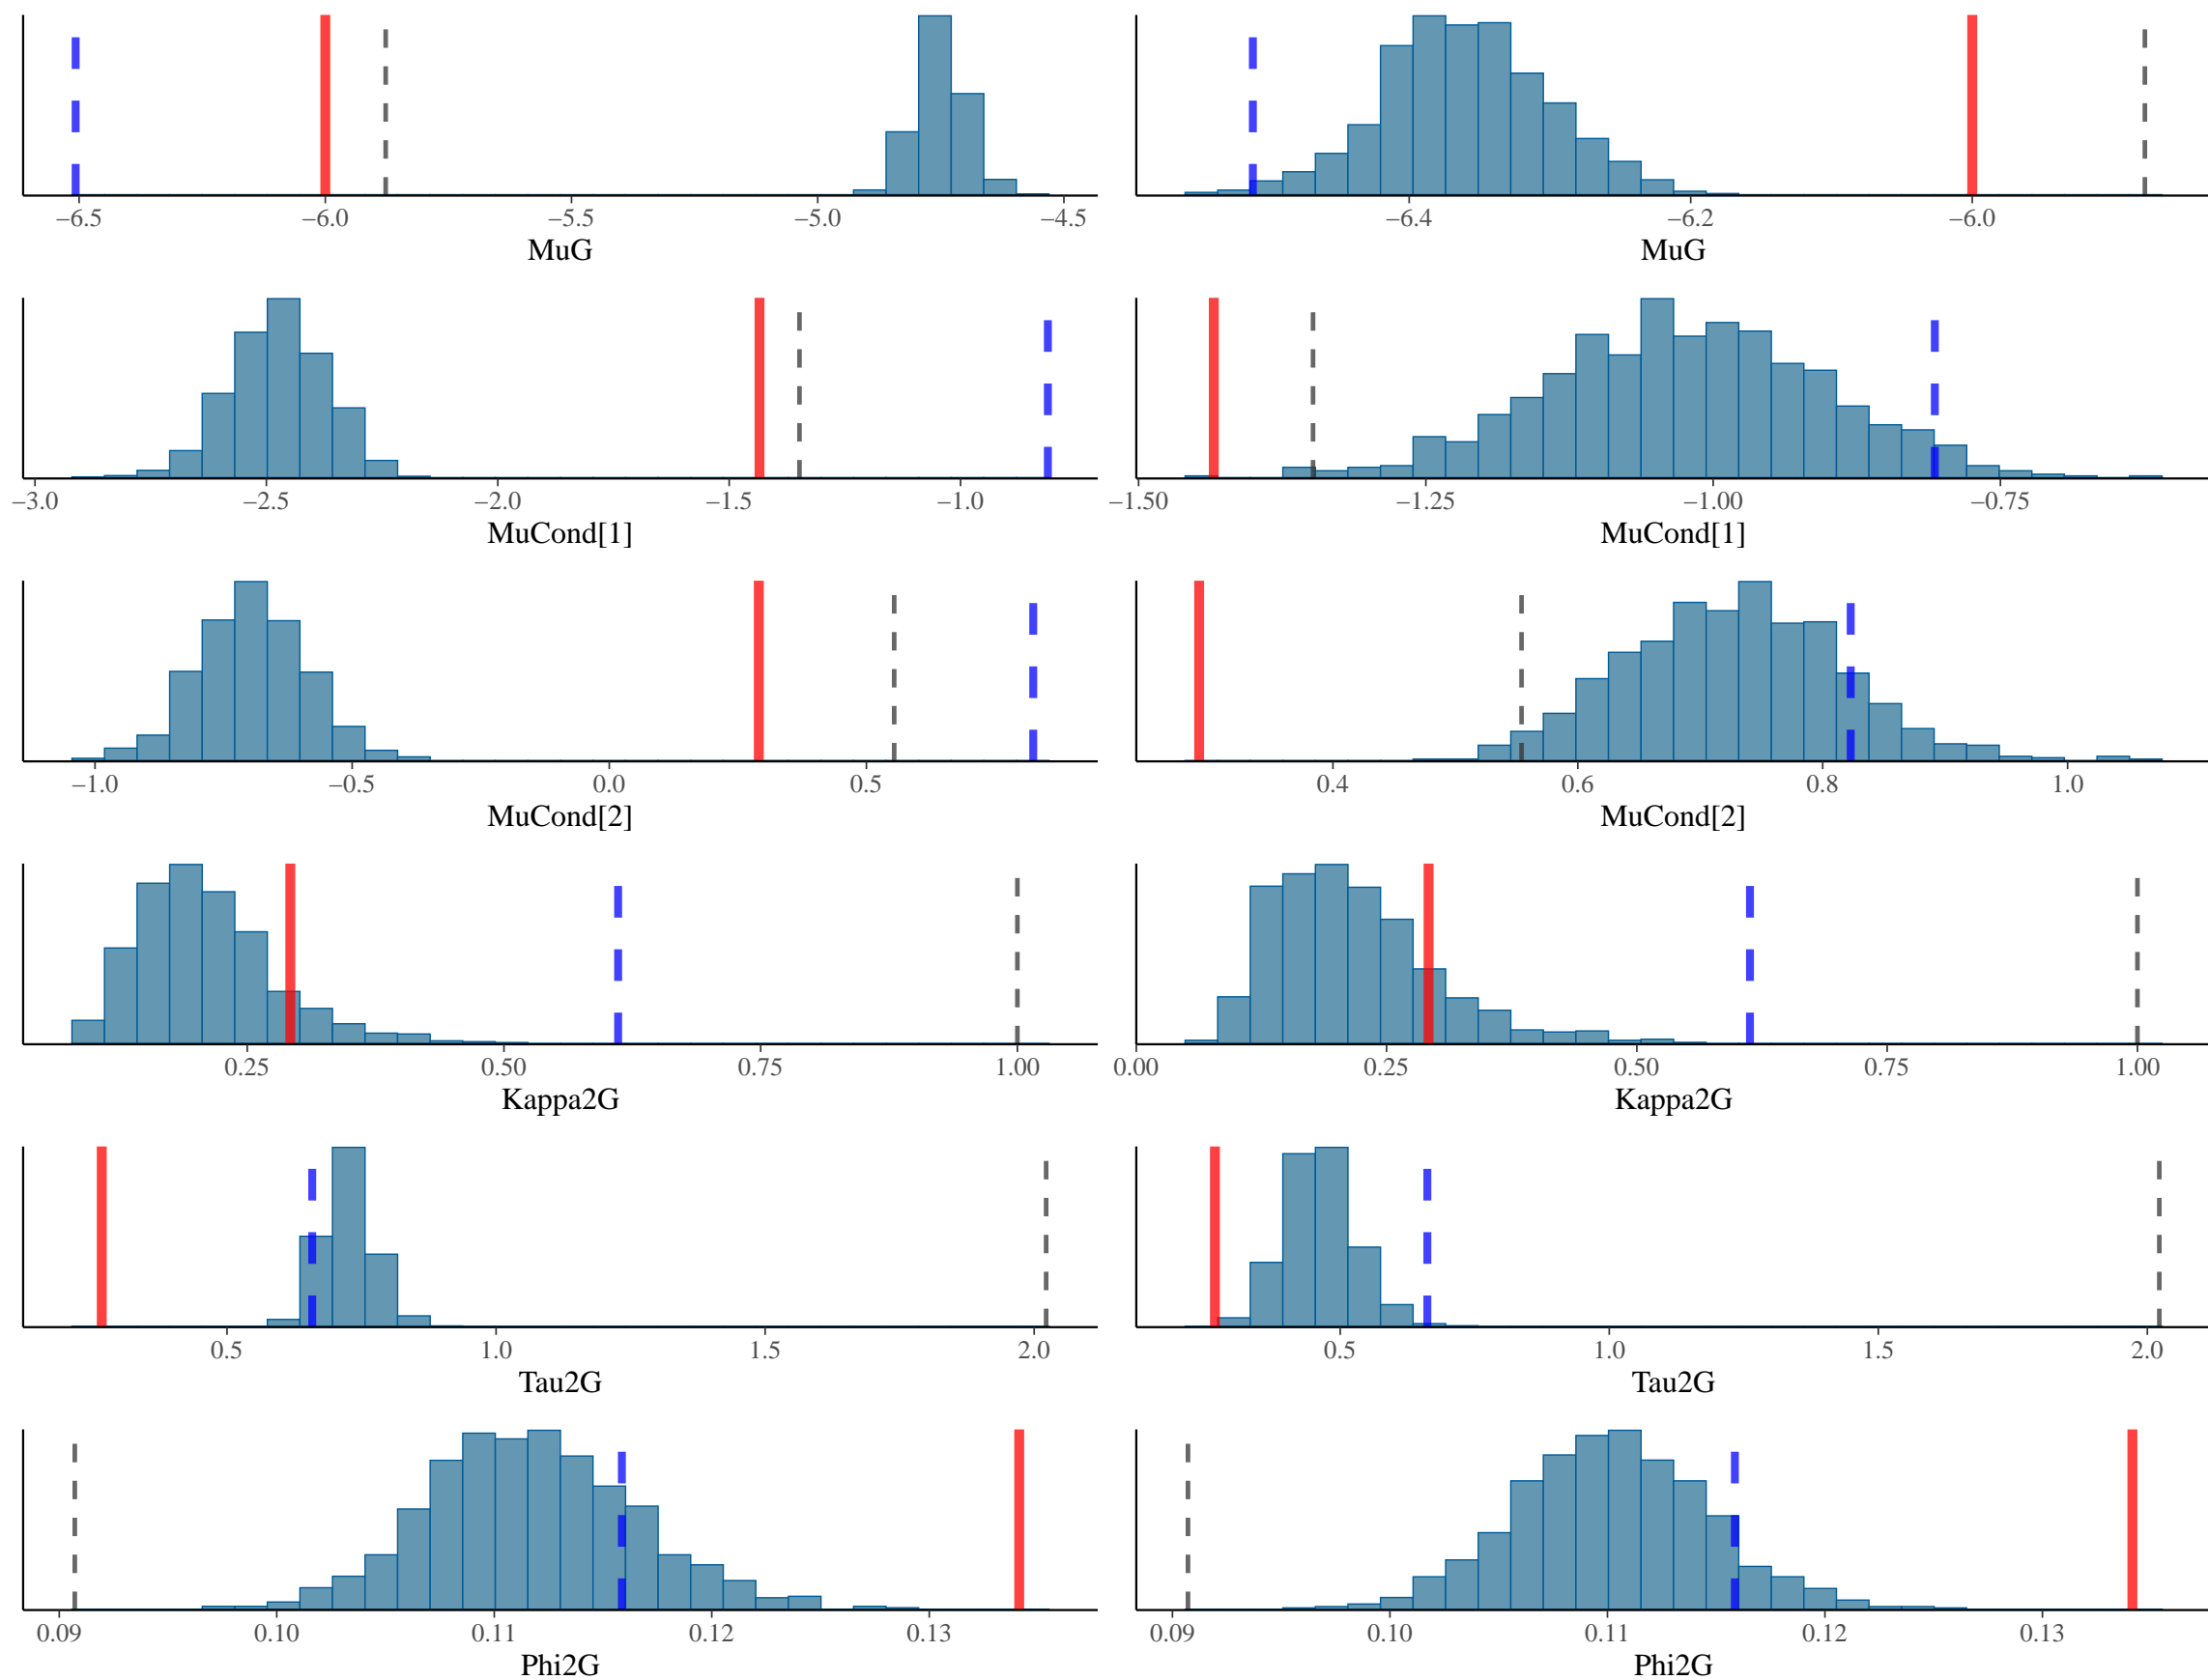 −6.5 −6.0 −5.5 −5.0 −4.5
MuG
−6.4 −6.2 −6.0
MuG
−3.0 −2.5 −2.0 −1.5 −1.0
MuCond[1]
−1.50 −1.25 −1.00 −0.75
MuCond[1]
−1.0 −0.5 0.0 0.5
MuCond[2]
0.4 0.6 0.8 1.0
MuCond[2]
0.25 0.50 0.75 1.00
Kappa2G
0.00 0.25 0.50 0.75 1.00
Kappa2G
0.5 1.0 1.5 2.0
Tau2G
0.5 1.0 1.5 2.0
Tau2G
0.09 0.10 0.11 0.12 0.13
Phi2G
0.09 0.10 0.11 0.12 0.13
Phi2G